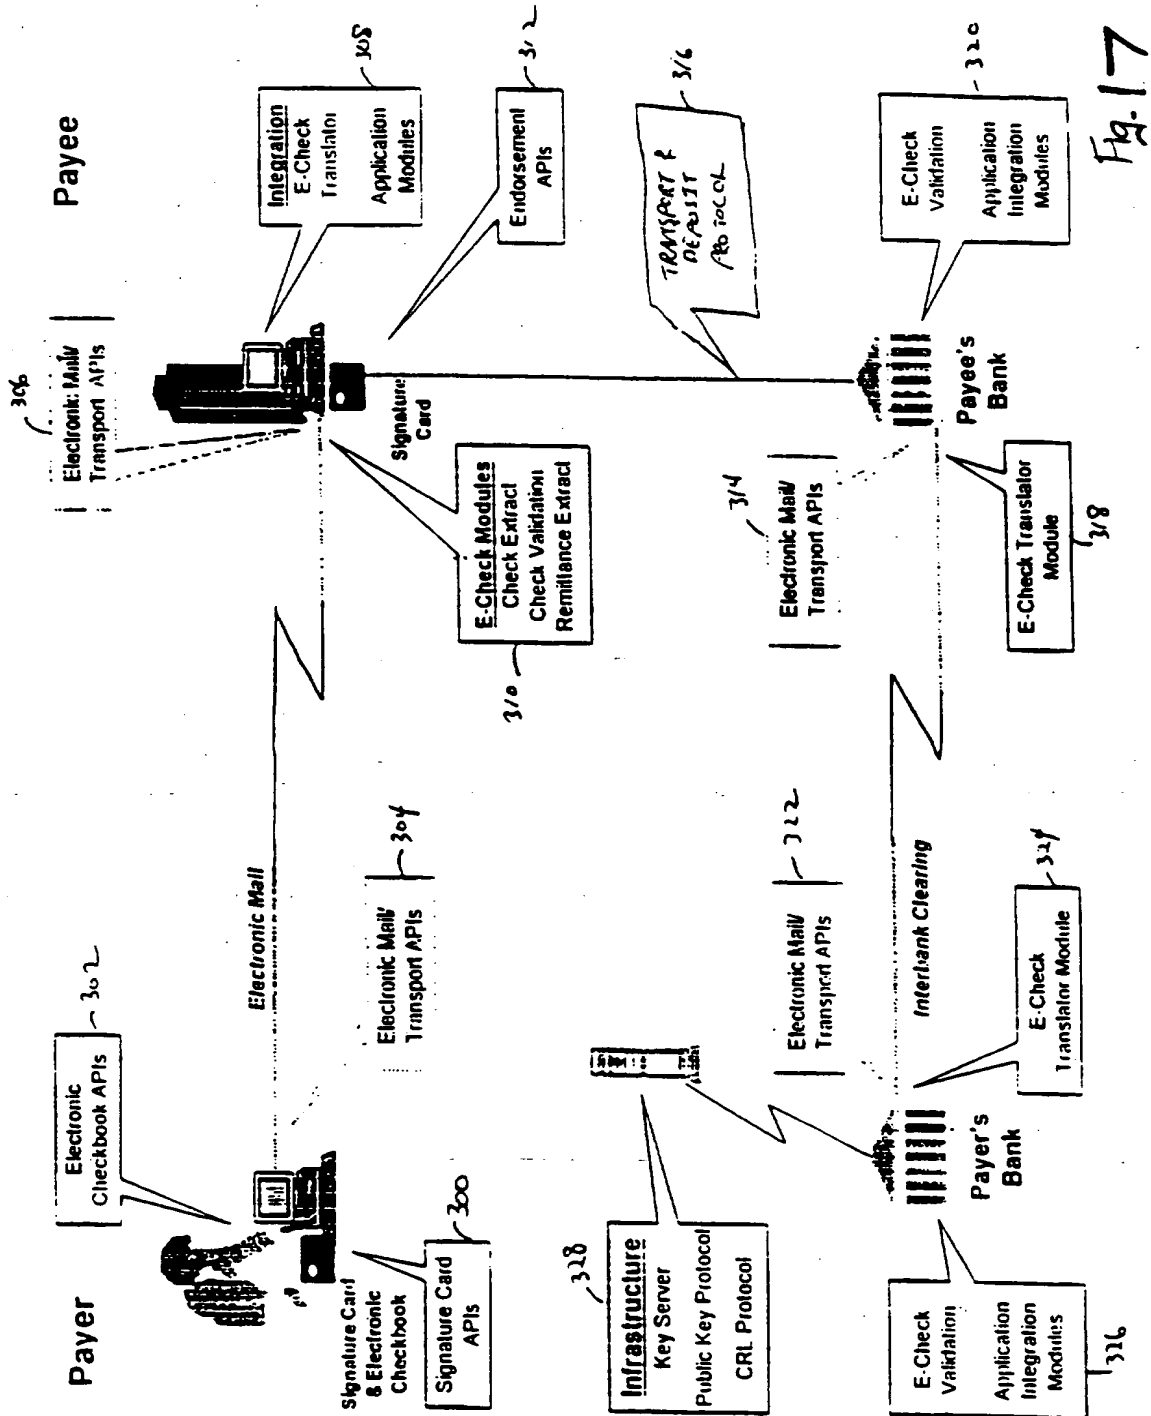 Payer
Payee
302
Electronic
Checkbook APIs
Signature Card
& Electronic
Checkbook
Signature Card
APIs
300
Electronic Mail
Electronic Mail/
Transport APIs
304
306
Electronic Mail/
Transport APIs
Integration
E-Check
Translator
Application
Modules
308
Signature
Card
Endorsement
APIs
312
E-Check Modules
Check Extract
Check Validation
Remittance Extract
310
TRANSPORT &
DEPOSIT
PROTOCOL
316
328
Infrastructure
Key Server
Public Key Protocol
CRL Protocol
Electronic Mail/
Transport APIs
322
Electronic Mail/
Transport APIs
314
Payer's
Bank
Interbank Clearing
Payee's
Bank
E-Check
Validation
Application
Integration
Modules
326
E-Check
Translator Module
324
E-Check Translator
Module
318
E-Check
Validation
Application
Integration
Modules
320
Fig. 17